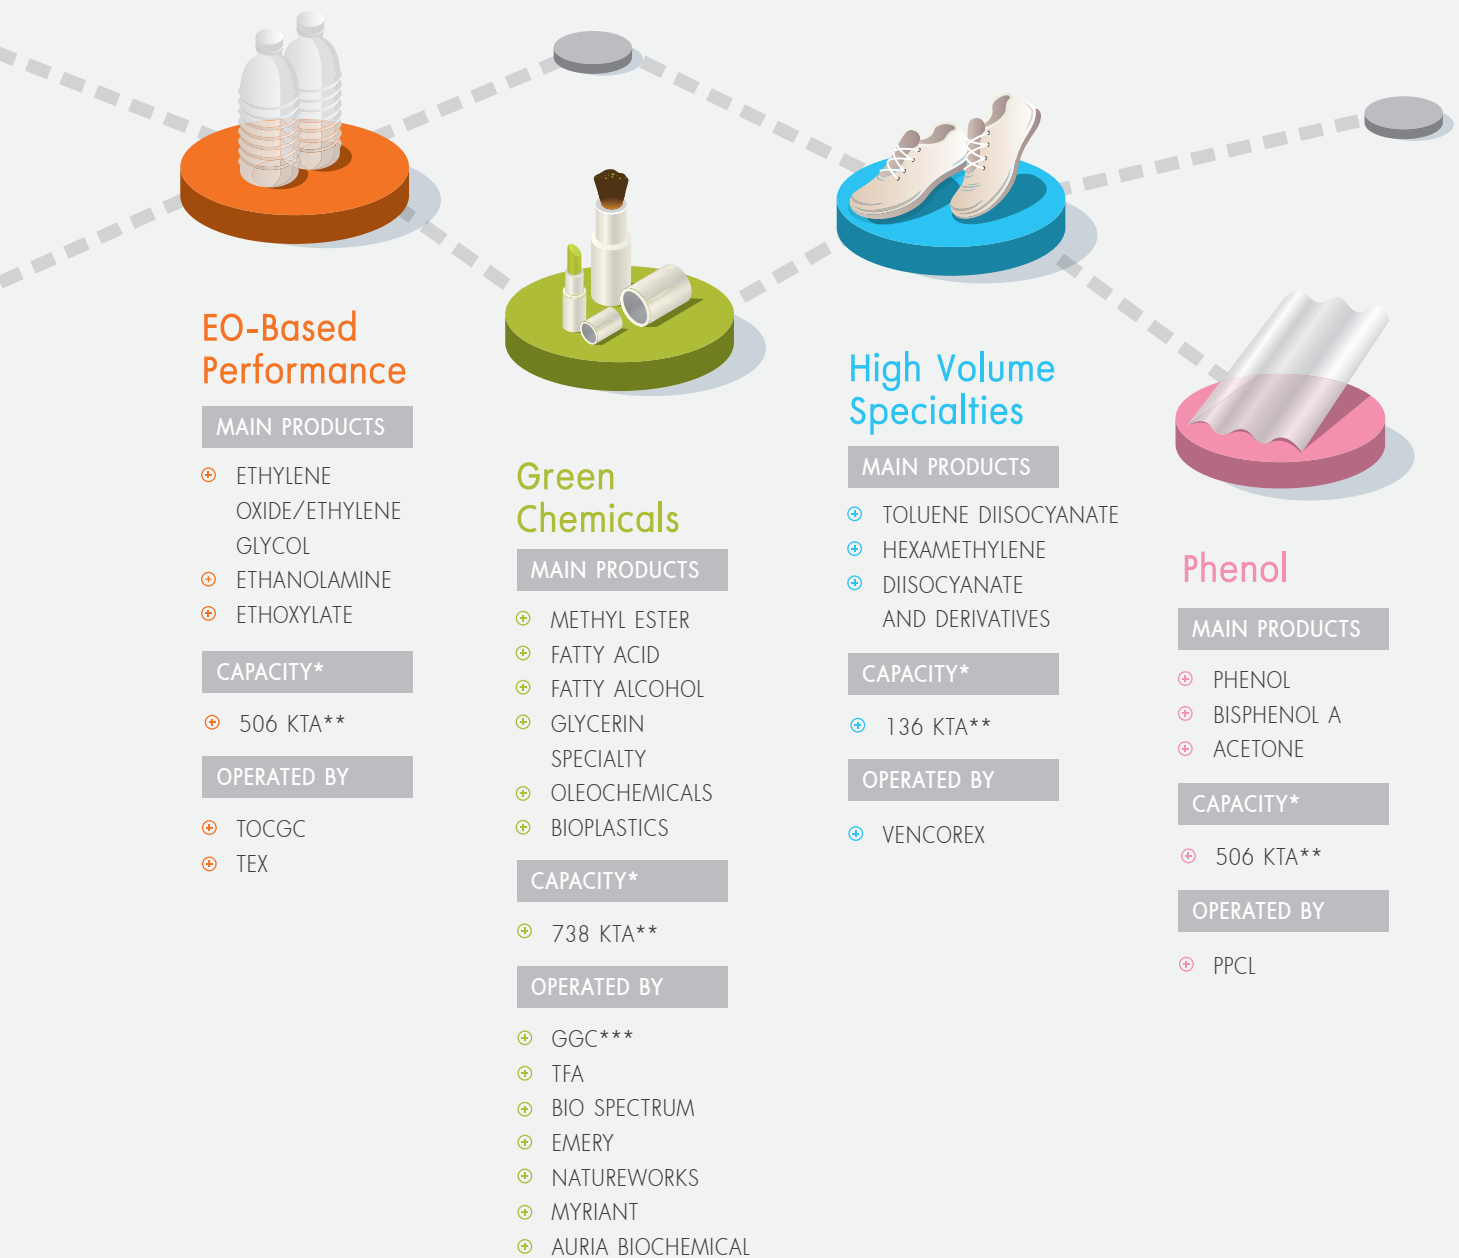 EO-Based
Performance
MAIN PRODUCTS
ETHYLENE
OXIDE/ETHYLENE
GLYCOL
ETHANOLAMINE
ETHOXYLATE
CAPACITY*
506 KTA**
OPERATED BY
TOCGC
TEX
Green
Chemicals
MAIN PRODUCTS
METHYL ESTER
FATTY ACID
FATTY ALCOHOL
GLYCERIN
SPECIALTY
OLEOCHEMICALS
BIOPLASTICS
CAPACITY*
738 KTA**
OPERATED BY
GGC***
TFA
BIO SPECTRUM
EMERY
NATUREWORKS
MYRIANT
AURIA BIOCHEMICAL
High Volume
Specialties
MAIN PRODUCTS
TOLUENE DIISOCYANATE
HEXAMETHYLENE
DIISOCYANATE
AND DERIVATIVES
CAPACITY*
136 KTA**
OPERATED BY
VENCOREX
Phenol
MAIN PRODUCTS
PHENOL
BISPHENOL A
ACETONE
CAPACITY*
506 KTA**
OPERATED BY
PPCL